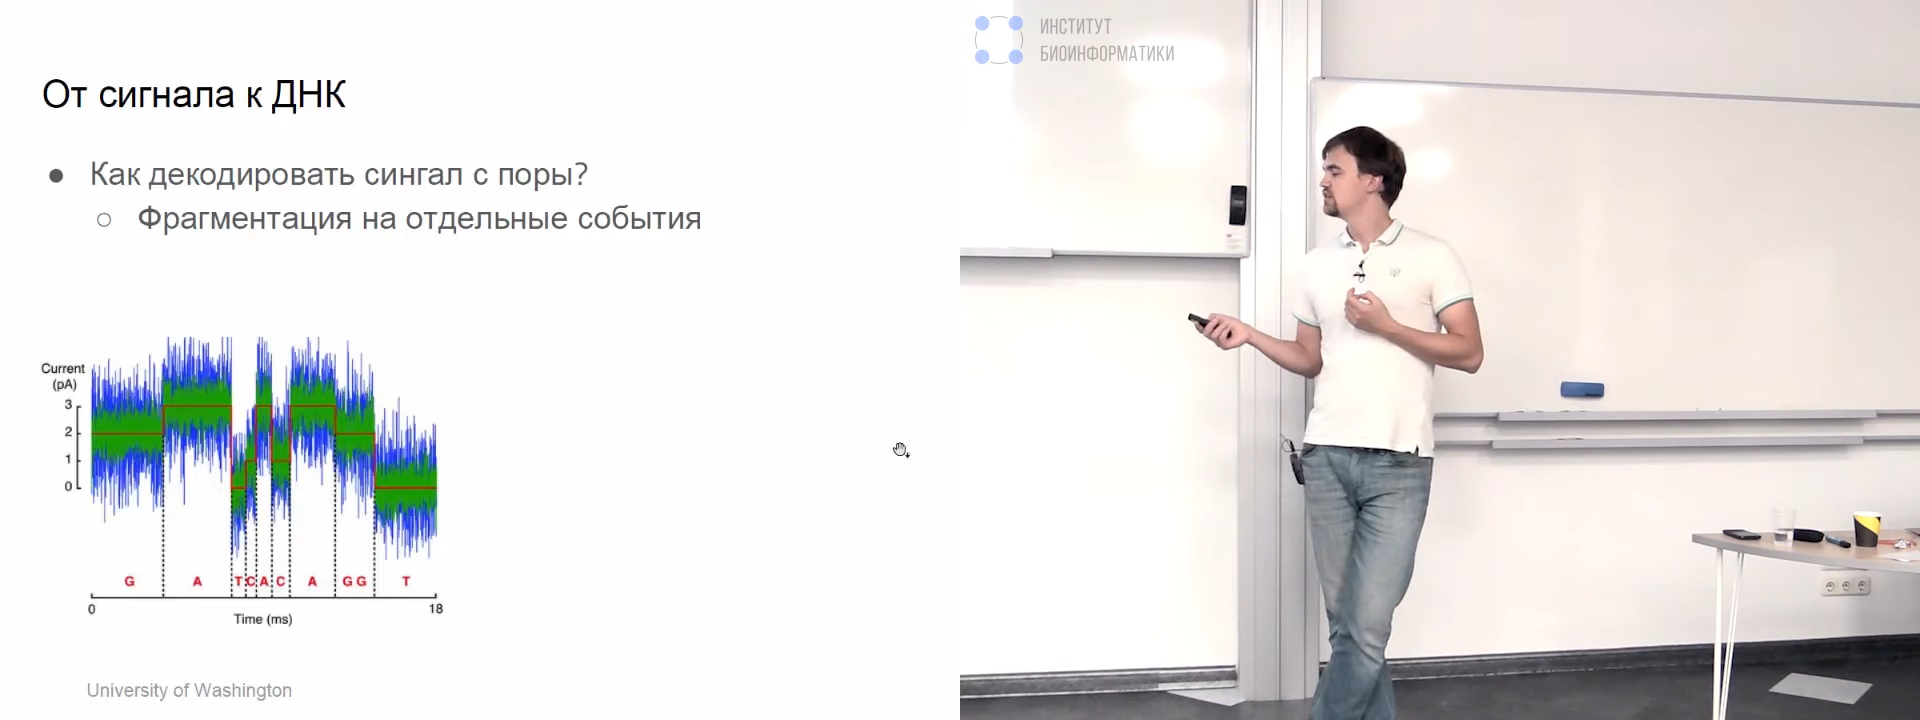 От сигнала к ДНК
● Как декодировать сингал с поры?
○ Фрагментация на отдельные события
Current
(pA)
3
2
1
0
G A T C A C A G G T
0 18
Time (ms)
University of Washington
ИНСТИТУТ
БИОИНФОРМАТИКИ